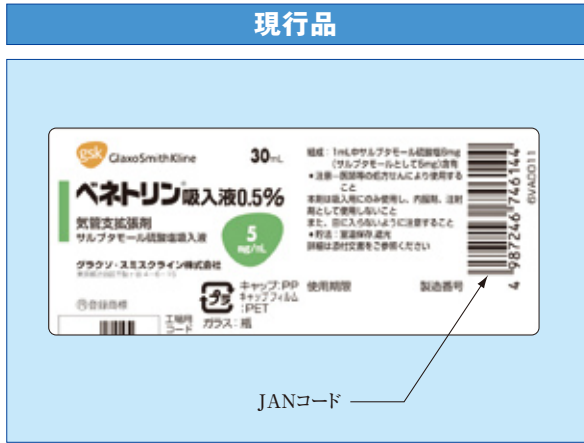 現行品
gsk GlaxoSmithKline
30mL
ベネトリン吸入液0.5%
気管支拡張剤
サルブタモール硫酸塩吸入液
5
mg/mL
グラクソ・スミスクライン株式会社
登録商標
工場用
コード
プラ
キャップ:PP
キャップフィルム
:PET
ガラス:瓶
組成:1mL中サルブタモール硫酸塩6mg
(サルブタモールとして5mg)含有
*注意-医師等の処方せんにより使用する
こと
本剤は吸入用にのみ使用し、内服用、注射
用として使用しないこと
また、目に入らないように注意すること
*貯法:室温保存、遮光
詳細は添付文書をご参照ください
使用期限
製造番号
4 987246 746144
6VA0011
JANコード